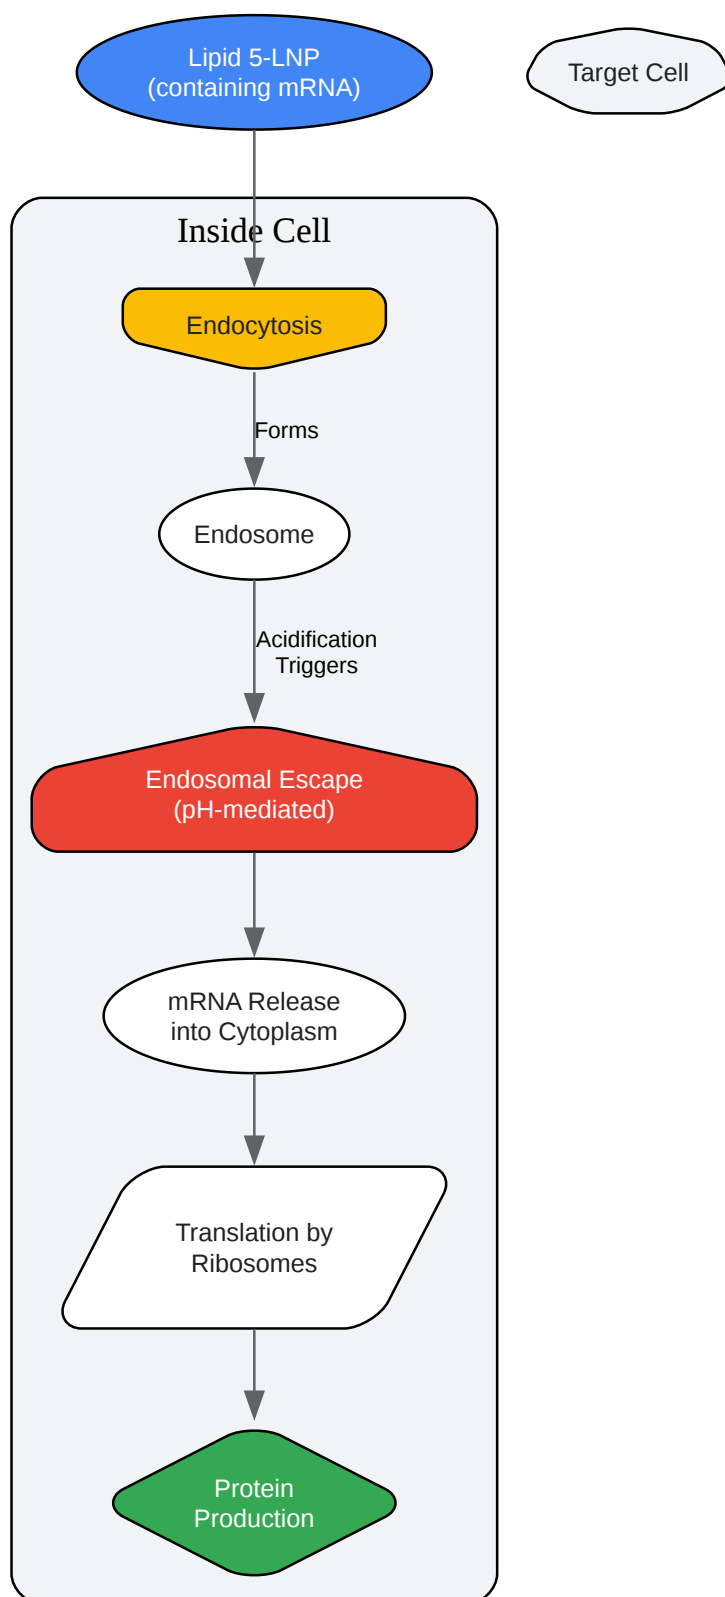 Lipid 5-LNP
(containing mRNA)
Target Cell
Inside Cell
Endocytosis
Forms
Endosome
Acidification
Triggers
Endosomal Escape
(pH-mediated)
mRNA Release
into Cytoplasm
Translation by
Ribosomes
Protein
Production